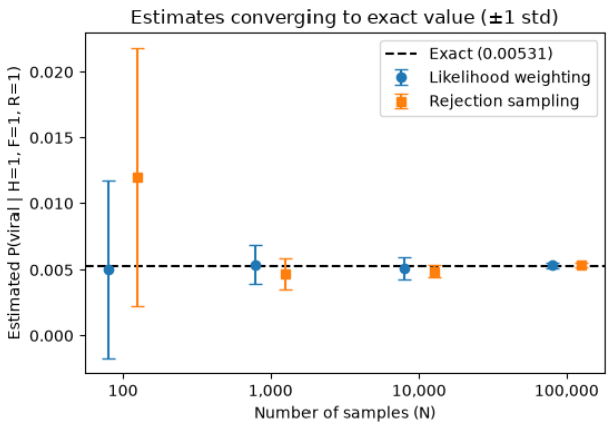 Estimates converging to exact value (±1 std)
Exact (0.00531)
Likelihood weighting
Rejection sampling
Estimated P(viral | H=1, F=1, R=1)
0.020
0.015
0.010
0.005
0.000
100
1,000
10,000
100,000
Number of samples (N)